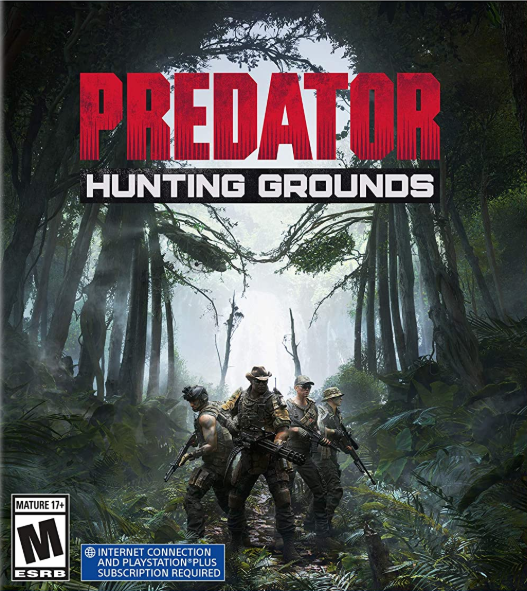 PREDATOR
HUNTING GROUNDS
MATURE 17+
M
ESRB
INTERNET CONNECTION
AND PLAYSTATION®PLUS
SUBSCRIPTION REQUIRED